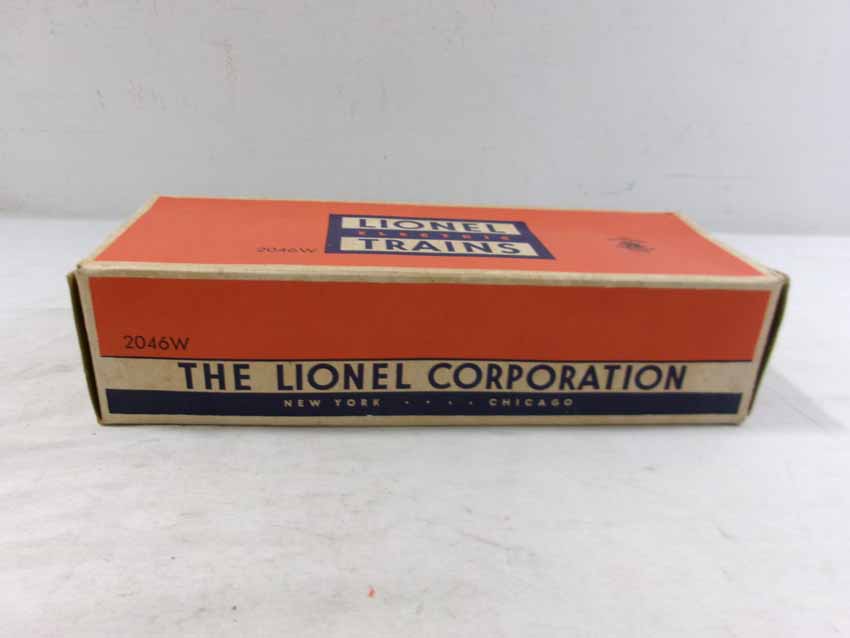 LIONEL
ELECTRIC
TRAINS
2046W
2046W
THE LIONEL CORPORATION
NEW YORK . . . . CHICAGO